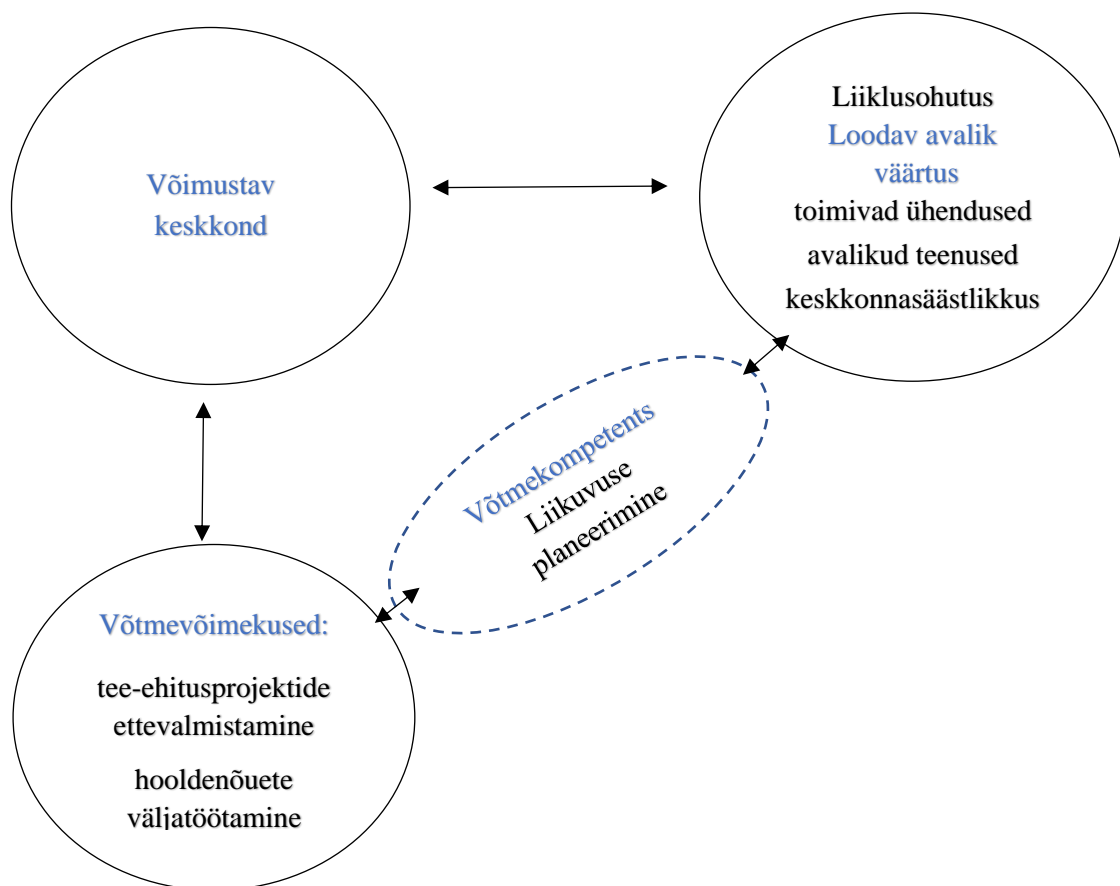 Võimustav
keskkond
Liiklusohutus
Loodav avalik
väärtus
toimivad ühendused
avalikud teenused
keskkonnasäästlikkus
Võtmekompetents
Liikuvuse
planeerimine
Võtmevõimekused:
tee-ehitusprojektide
ettevalmistamine
hooldenõuete
väljatöötamine